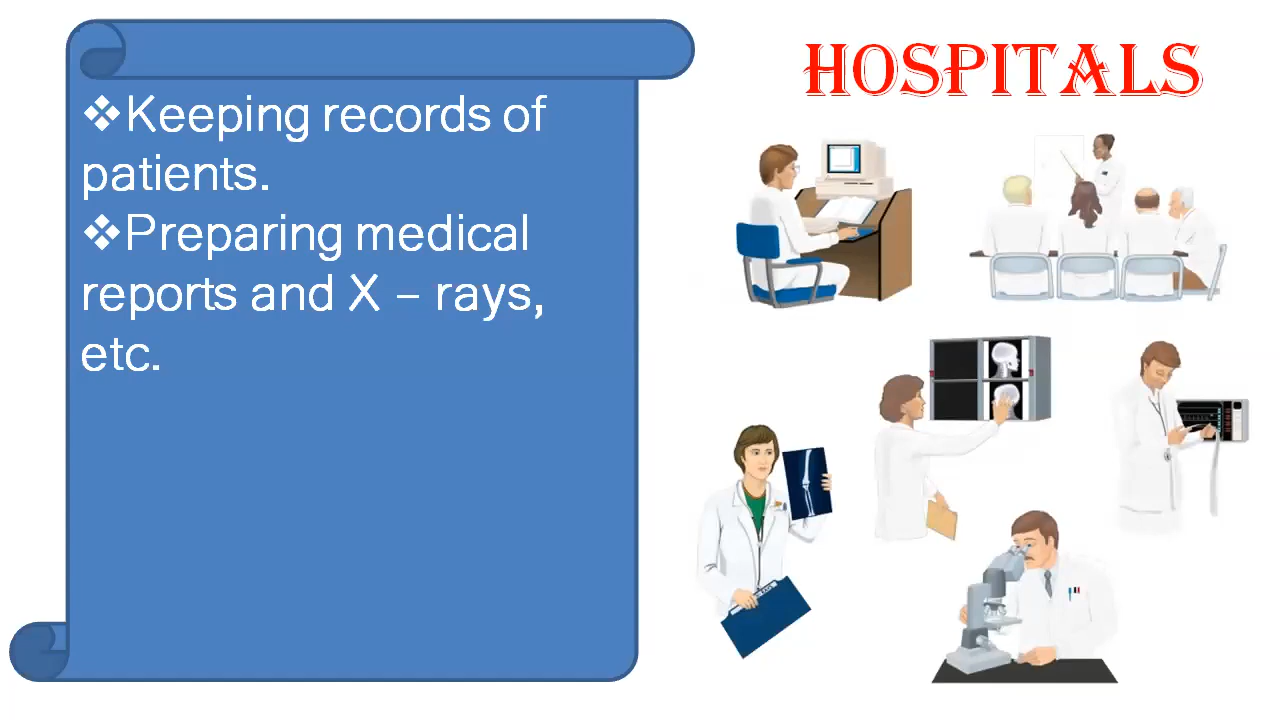 HOSPITALS
❖Keeping records of
patients.
❖Preparing medical
reports and X – rays,
etc.